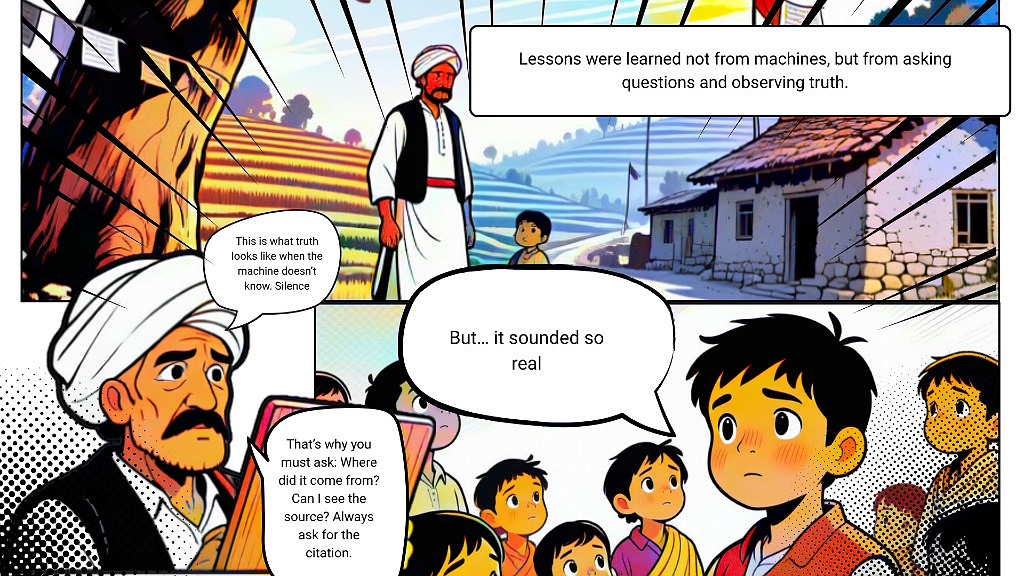 Lessons were learned not from machines, but from asking
questions and observing truth.
This is what truth
looks like when the
machine doesn't
know. Silence
But... it sounded so
real
That's why you
must ask: Where
did it come from?
Can I see the
source? Always
ask for the
citation.